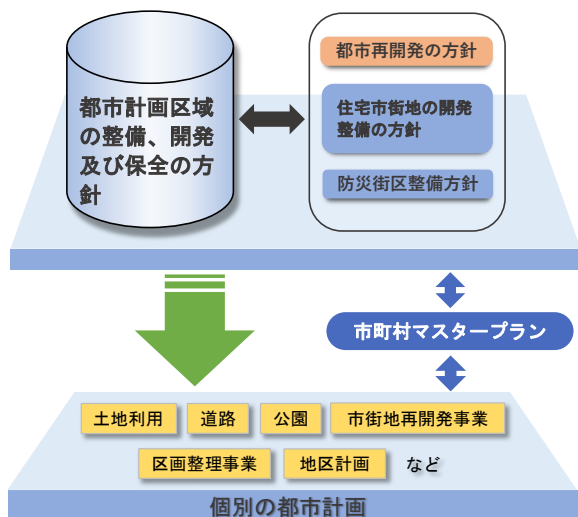 都市計画区域
の整備、開発
及び保全の方
針
都市再開発の方針
住宅市街地の開発
整備の方針
防災街区整備方針
市町村マスタープラン
土地利用
道路
公園
市街地再開発事業
区画整理事業
地区計画
など
個別の都市計画